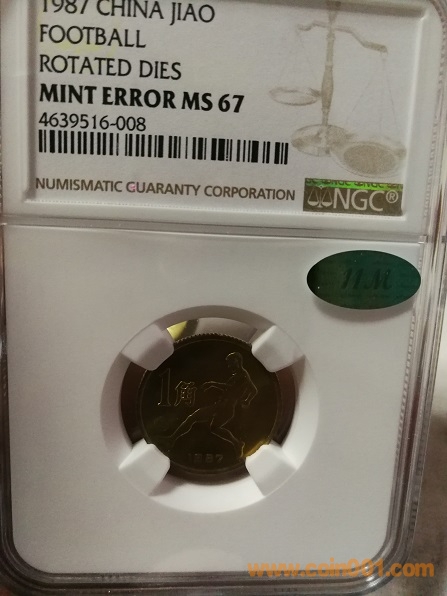 1987 CHINA JIAO
FOOTBALL
ROTATED DIES
MINT ERROR MS 67
4639516-008
NUMISMATIC GUARANTY CORPORATION
NGC®
1角
1987
www.coin001.com